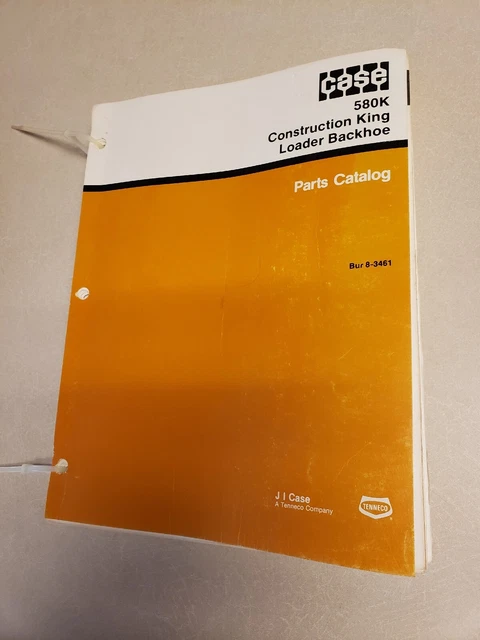 case
580K
Construction King
Loader Backhoe
Parts Catalog
Bur 8-3461
J I Case
A Tenneco Company
TENNECO